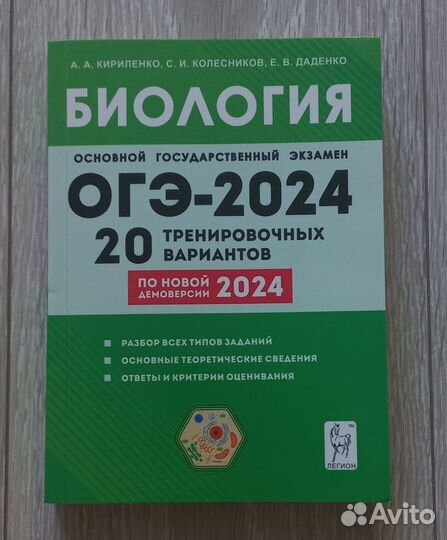 А. А. КИРИЛЕНКО, С. И. КОЛЕСНИКОВ, Е. В. ДАДЕНКО
БИОЛОГИЯ
ОСНОВНОЙ ГОСУДАРСТВЕННЫЙ ЭКЗАМЕН
ОГЭ-2024
20 ТРЕНИРОВОЧНЫХ
ВАРИАНТОВ
ПО НОВОЙ
ДЕМОВЕРСИИ 2024
РАЗБОР ВСЕХ ТИПОВ ЗАДАНИЙ
ОСНОВНЫЕ ТЕОРЕТИЧЕСКИЕ СВЕДЕНИЯ
ОТВЕТЫ И КРИТЕРИИ ОЦЕНИВАНИЯ
TM
ЛЕГИОН
Avito